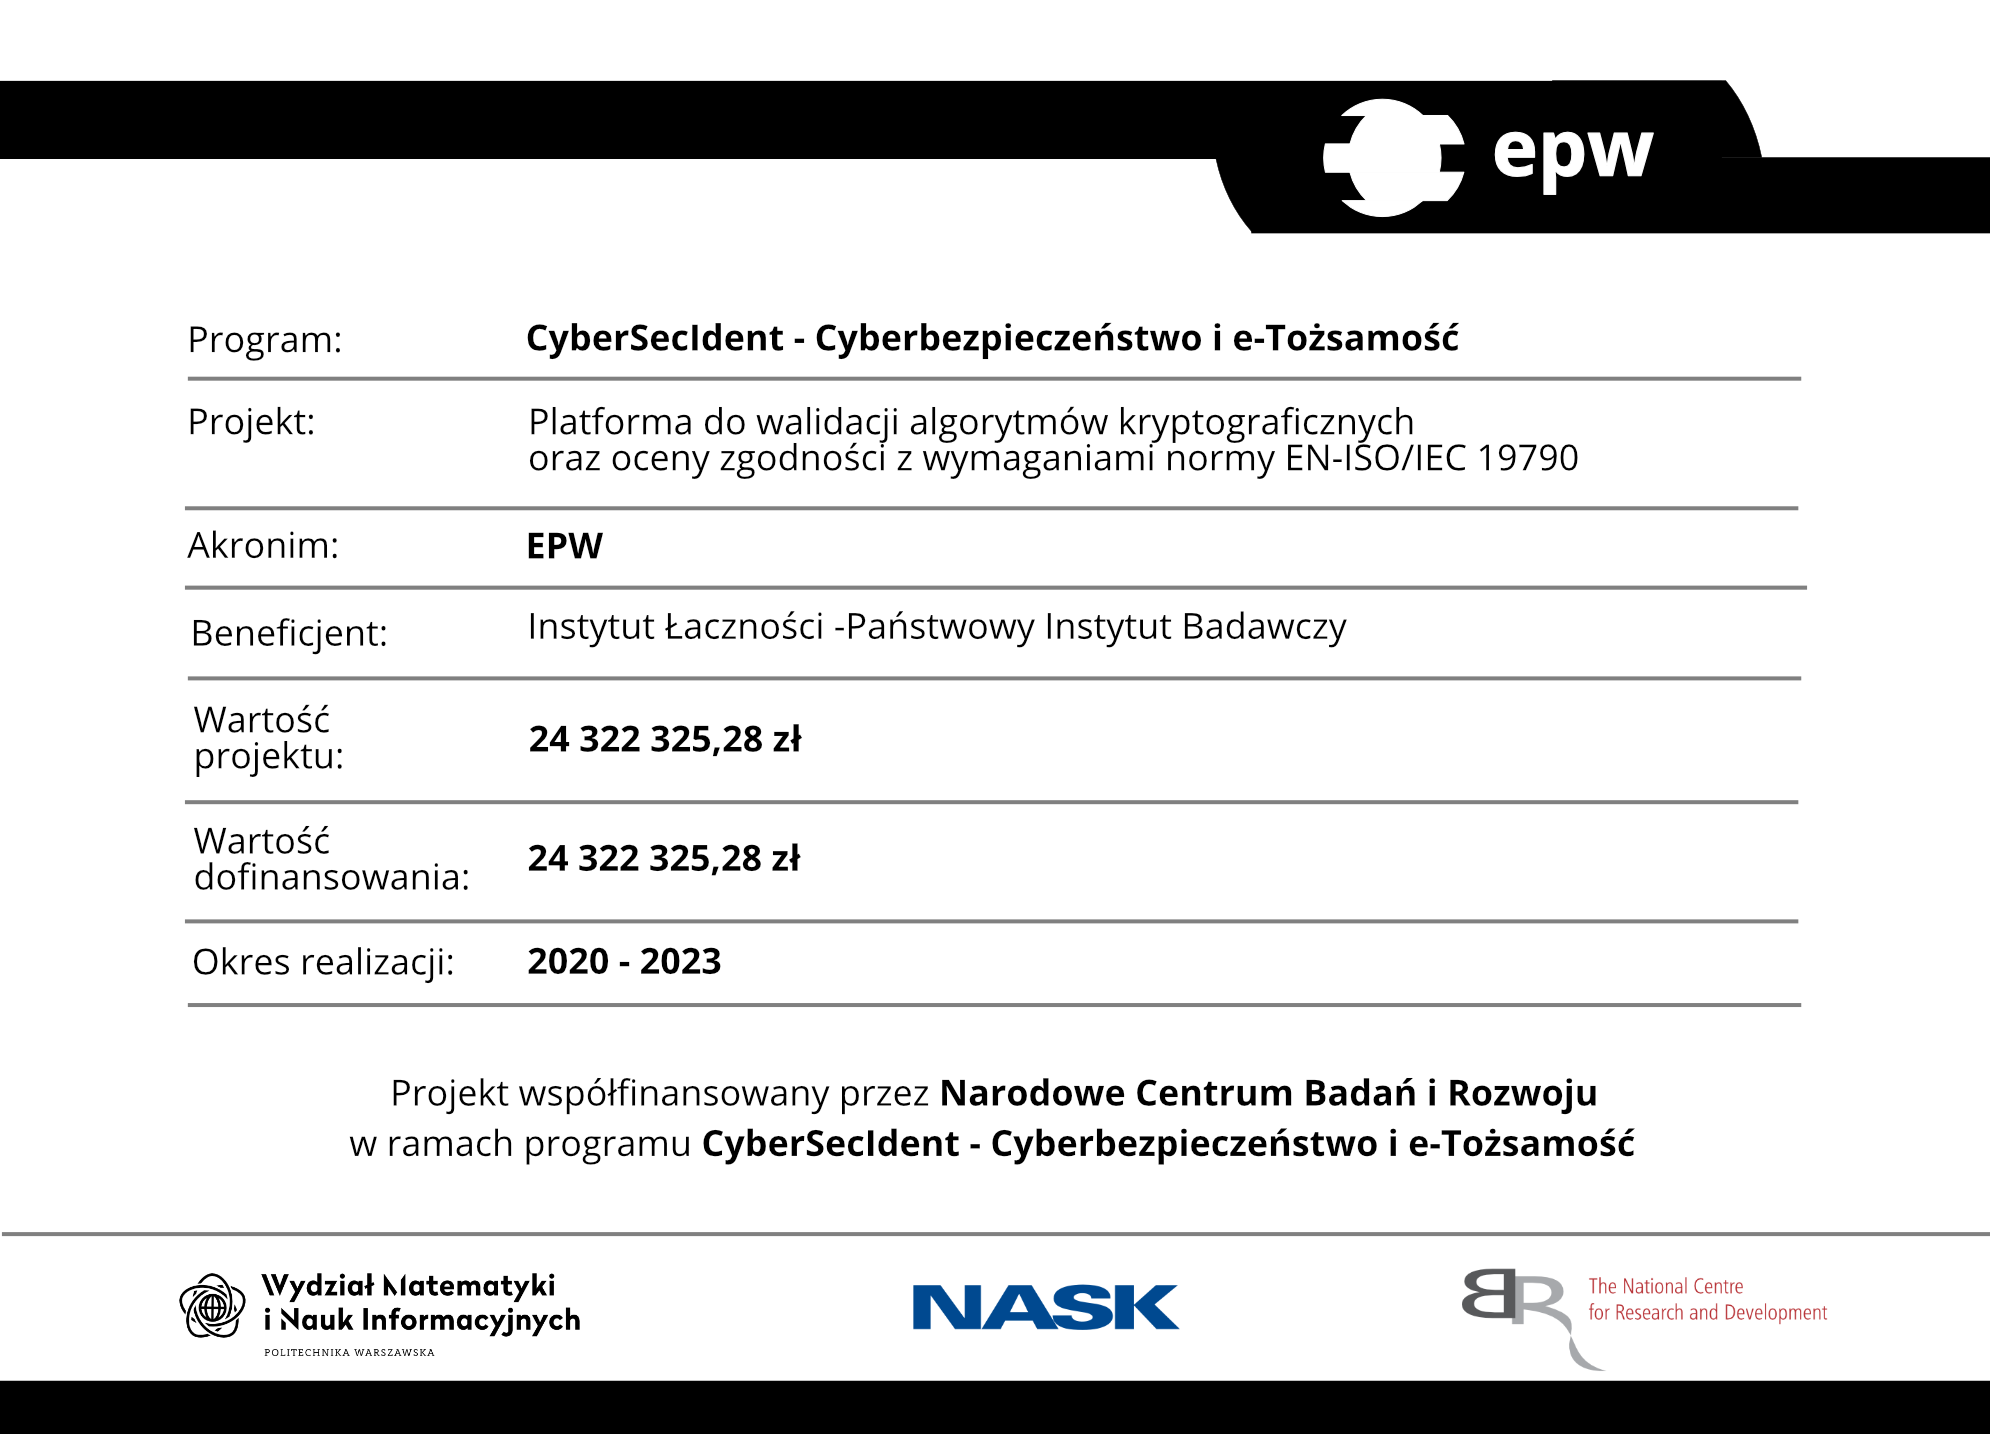 epw
Program: CyberSecIdent - Cyberbezpieczeństwo i e-Tożsamość
Projekt: Platforma do walidacji algorytmów kryptograficznych
oraz oceny zgodności z wymaganiami normy EN-ISO/IEC 19790
Akronim: EPW
Beneficjent: Instytut Łaczności -Państwowy Instytut Badawczy
Wartość
projektu: 24 322 325,28 zł
Wartość
dofinansowania: 24 322 325,28 zł
Okres realizacji: 2020 - 2023
Projekt współfinansowany przez Narodowe Centrum Badań i Rozwoju
w ramach programu CyberSecIdent - Cyberbezpieczeństwo i e-Tożsamość
Wydział Matematyki
i Nauk Informacyjnych
POLITECHNIKA WARSZAWSKA
NASK
BR
The National Centre
for Research and Development